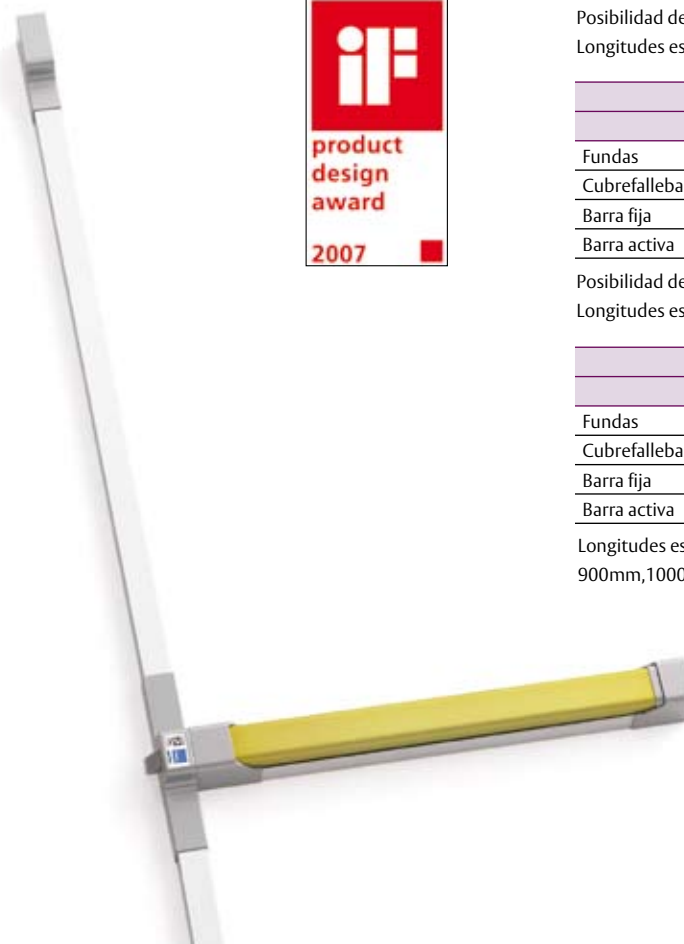 iF
product
design
award
2007
Posibilidad de
Longitudes es
Fundas
Cubrefalleba
Barra fija
Barra activa
Posibilidad de
Longitudes es
Fundas
Cubrefalleba
Barra fija
Barra activa
Longitudes es
900mm,1000